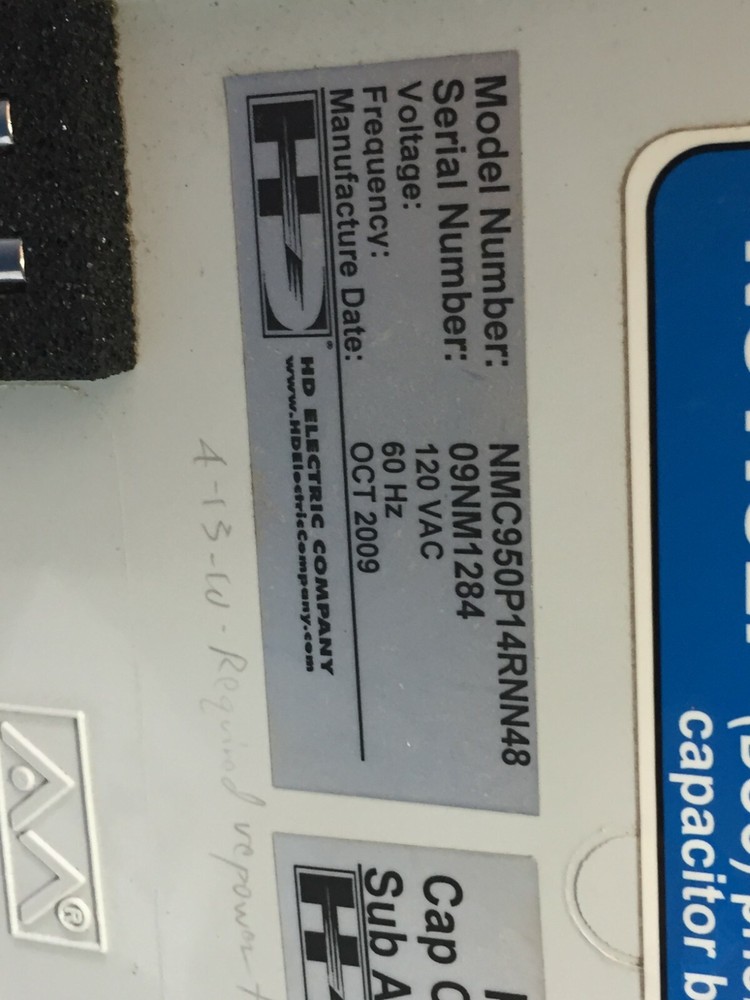 Model Number: NMC950P14RNN48
Serial Number: 09NM1284
Voltage: 120 VAC
Frequency: 60 Hz
Manufacture Date: OCT 2009
HD ELECTRIC COMPANY
www.HDElectricCompany.com
4-13-W-Required repower
Cap
Sub A
capacitor b